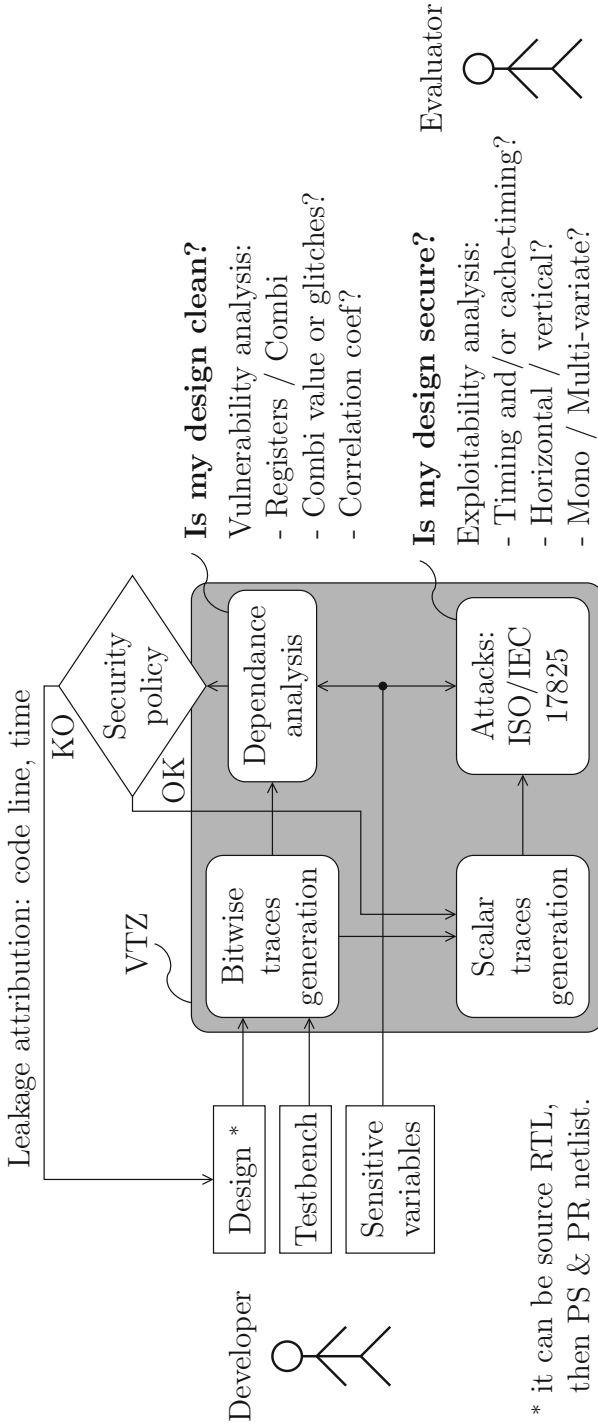 Leakage attribution: code line, time
KO
Security
policy
OK
VTZ
Developer
Design *
Testbench
Sensitive
variables
Bitwise
traces
generation
Dependance
analysis
Scalar
traces
generation
Attacks:
ISO/IEC
17825
Is my design clean?
Vulnerability analysis:
- Registers / Combi
- Combi value or glitches?
- Correlation coef?
Is my design secure?
Exploitability analysis:
- Timing and/or cache-timing?
- Horizontal / vertical?
- Mono / Multi-variate?
Evaluator
* it can be source RTL,
then PS & PR netlist.